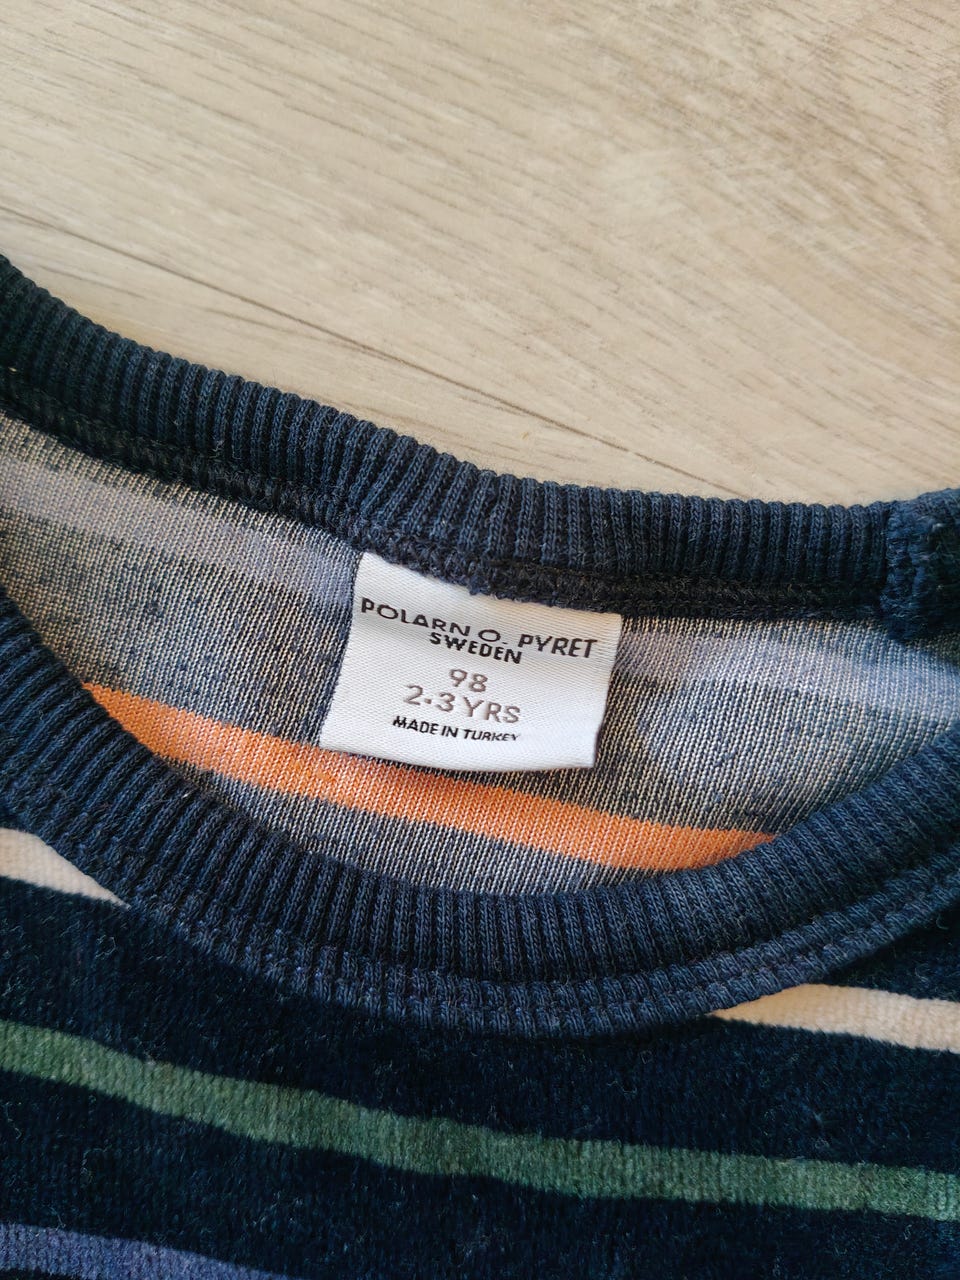 POLARN O. PYRET
SWEDEN
98
2-3 YRS
MADE IN TURKEY